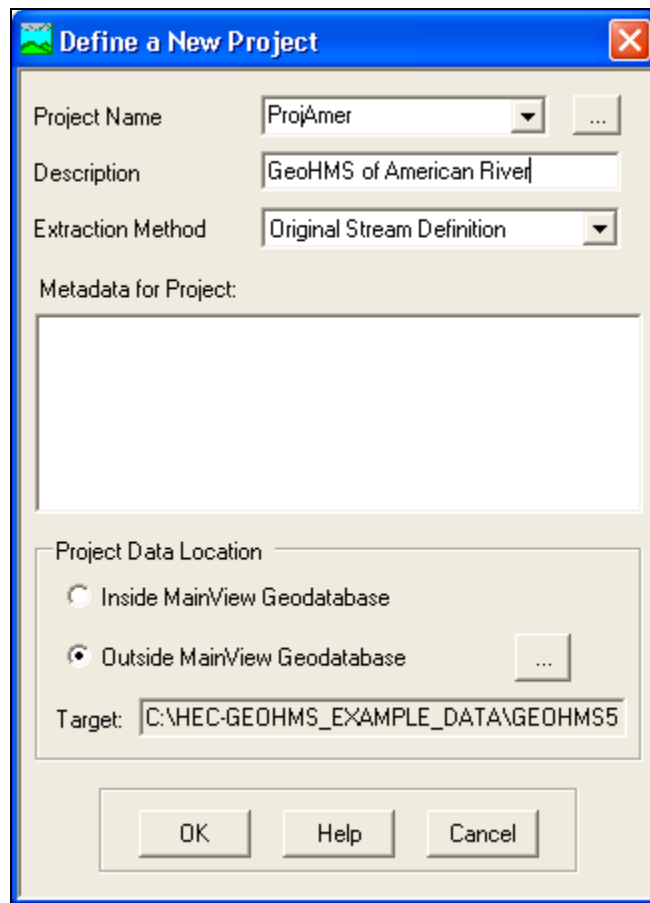 Define a New Project
Project Name ProjAmer ...
Description GeoHMS of American River
Extraction Method Original Stream Definition
Metadata for Project:
Project Data Location
Inside MainView Geodatabase
Outside MainView Geodatabase ...
Target: C:\HEC-GEOHMS_EXAMPLE_DATA\GEOHMS5
OK Help Cancel